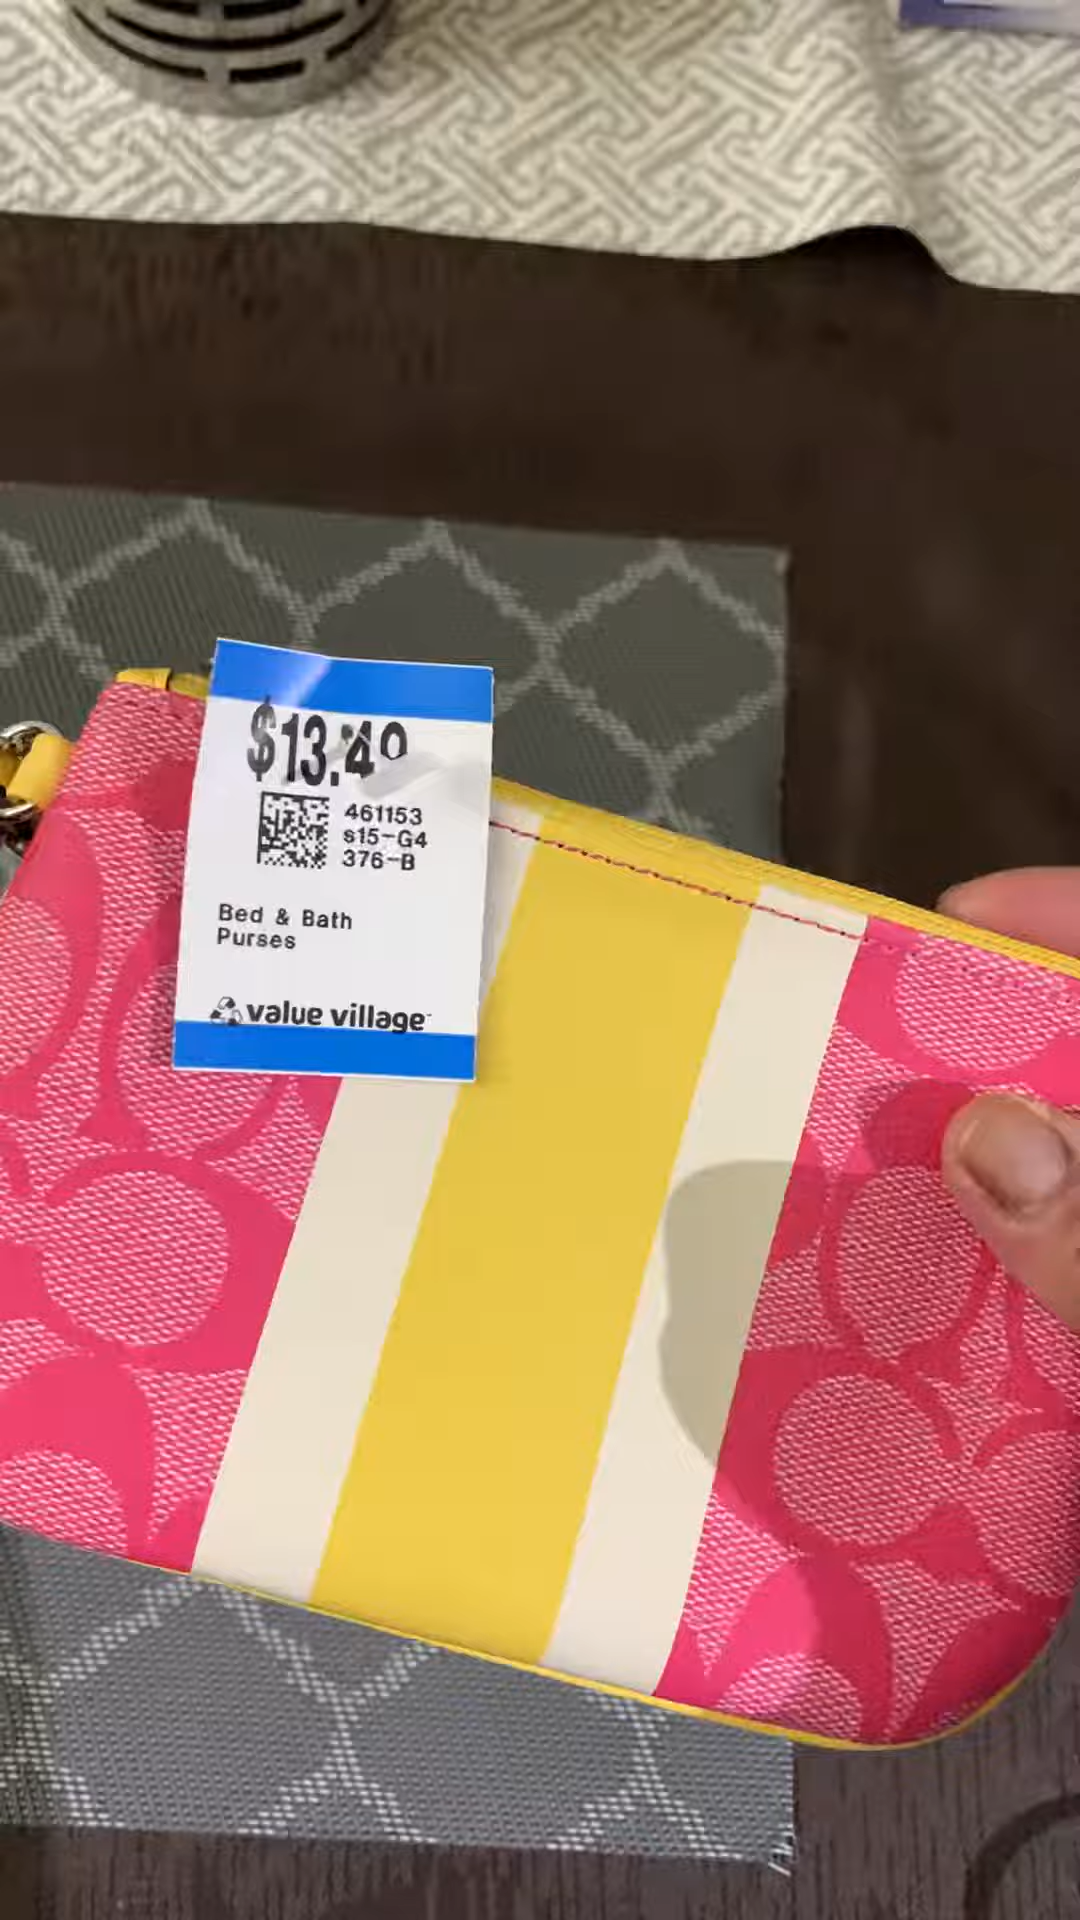 $13.49
461153
s15-G4
376-B
Bed & Bath
Purses
value village